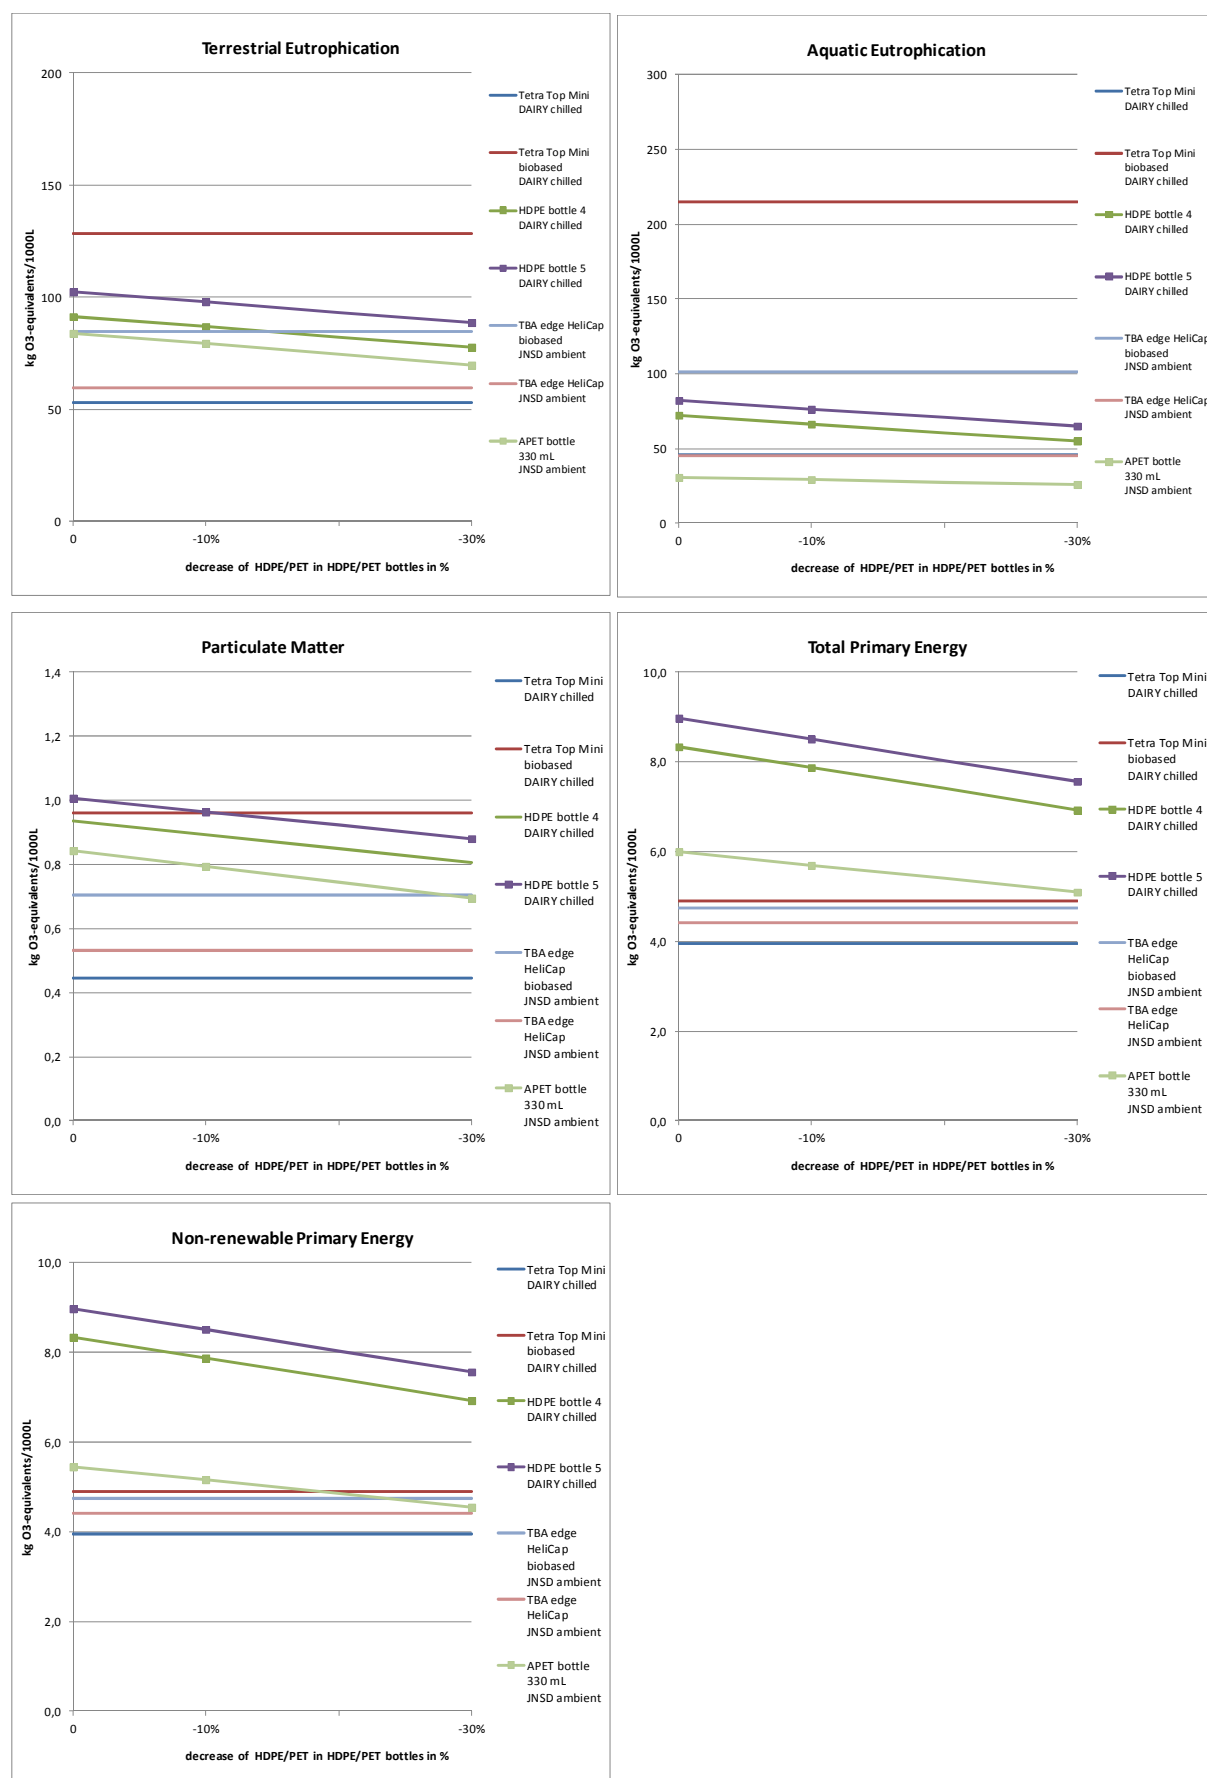 Terrestrial Eutrophication
kg O3-equivalents/1000L
200
150
100
50
0
0
-10%
-30%
decrease of HDPE/PET in HDPE/PET bottles in %
Tetra Top Mini
DAIRY chilled
Tetra Top Mini
biobased
DAIRY chilled
HDPE bottle 4
DAIRY chilled
HDPE bottle 5
DAIRY chilled
TBA edge HeliCap
biobased
JNSD ambient
TBA edge HeliCap
JNSD ambient
APET bottle
330 mL
JNSD ambient
Aquatic Eutrophication
kg O3-equivalents/1000L
300
250
200
150
100
50
0
0
-10%
-30%
decrease of HDPE/PET in HDPE/PET bottles in %
Tetra Top Mini
DAIRY chilled
Tetra Top Mini
biobased
DAIRY chilled
HDPE bottle 4
DAIRY chilled
HDPE bottle 5
DAIRY chilled
TBA edge HeliCap
biobased
JNSD ambient
TBA edge HeliCap
JNSD ambient
APET bottle
330 mL
JNSD ambient
Particulate Matter
kg O3-equivalents/1000L
1,4
1,2
1,0
0,8
0,6
0,4
0,2
0,0
0
-10%
-30%
decrease of HDPE/PET in HDPE/PET bottles in %
Tetra Top Mini
DAIRY chilled
Tetra Top Mini
biobased
DAIRY chilled
HDPE bottle 4
DAIRY chilled
HDPE bottle 5
DAIRY chilled
TBA edge
HeliCap
biobased
JNSD ambient
TBA edge
HeliCap
JNSD ambient
APET bottle
330 mL
JNSD ambient
Total Primary Energy
kg O3-equivalents/1000L
10,0
8,0
6,0
4,0
2,0
0,0
0
-10%
-30%
decrease of HDPE/PET in HDPE/PET bottles in %
Tetra Top Mini
DAIRY chilled
Tetra Top Mini
biobased
DAIRY chilled
HDPE bottle 4
DAIRY chilled
HDPE bottle 5
DAIRY chilled
TBA edge
HeliCap
biobased
JNSD ambient
TBA edge
HeliCap
JNSD ambient
APET bottle
330 mL
JNSD ambient
Non-renewable Primary Energy
kg O3-equivalents/1000L
10,0
8,0
6,0
4,0
2,0
0,0
0
-10%
-30%
decrease of HDPE/PET in HDPE/PET bottles in %
Tetra Top Mini
DAIRY chilled
Tetra Top Mini
biobased
DAIRY chilled
HDPE bottle 4
DAIRY chilled
HDPE bottle 5
DAIRY chilled
TBA edge
HeliCap
biobased
JNSD ambient
TBA edge
HeliCap
JNSD ambient
APET bottle
330 mL
JNSD ambient